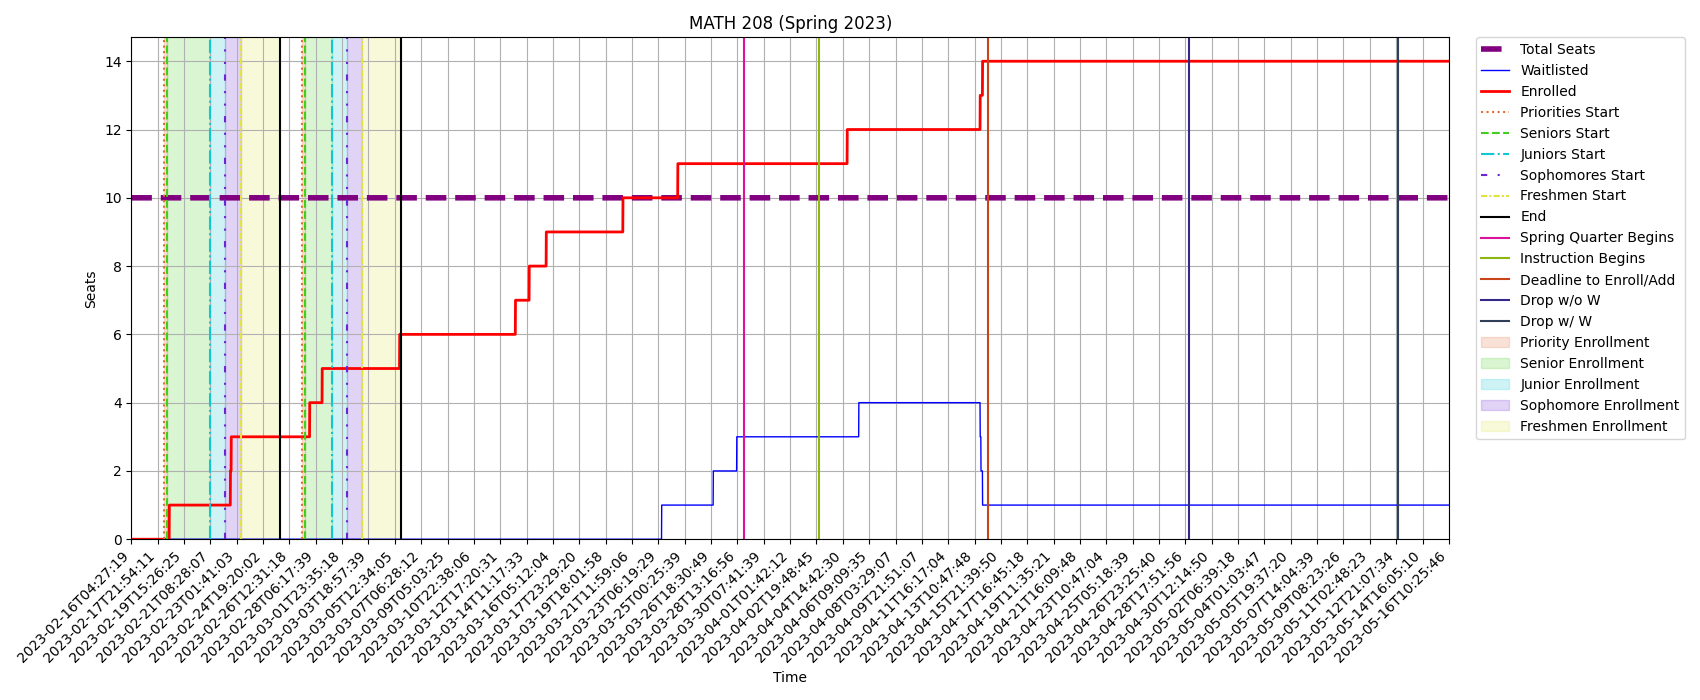 MATH 208 (Spring 2023)
Seats
14
12
10
8
6
4
2
0
2023-02-16T04:27:19
2023-02-17T21:54:11
2023-02-19T15:26:25
2023-02-21T08:28:07
2023-02-23T01:41:03
2023-02-24T19:20:02
2023-02-26T12:31:18
2023-02-28T06:17:39
2023-03-01T23:35:18
2023-03-03T18:57:39
2023-03-05T12:34:05
2023-03-07T06:28:12
2023-03-09T05:03:25
2023-03-10T22:38:06
2023-03-12T17:20:31
2023-03-14T11:17:33
2023-03-16T05:12:04
2023-03-17T23:29:20
2023-03-19T18:01:58
2023-03-21T11:59:06
2023-03-23T06:19:29
2023-03-25T00:25:39
2023-03-26T18:30:49
2023-03-28T13:16:56
2023-03-30T07:41:39
2023-04-01T01:42:12
2023-04-02T19:48:45
2023-04-04T14:42:30
2023-04-06T09:09:35
2023-04-08T03:29:07
2023-04-09T21:51:07
2023-04-11T16:17:04
2023-04-13T10:47:48
2023-04-15T21:39:50
2023-04-17T16:45:18
2023-04-19T11:35:21
2023-04-21T16:09:48
2023-04-23T10:47:04
2023-04-25T05:18:39
2023-04-26T23:25:40
2023-04-28T17:51:56
2023-04-30T12:14:50
2023-05-02T06:39:18
2023-05-04T01:03:47
2023-05-05T19:37:20
2023-05-07T14:04:39
2023-05-09T08:23:26
2023-05-11T02:48:23
2023-05-12T21:07:34
2023-05-14T16:05:10
2023-05-16T10:25:46
Time
Total Seats
Waitlisted
Enrolled
Priorities Start
Seniors Start
Juniors Start
Sophomores Start
Freshmen Start
End
Spring Quarter Begins
Instruction Begins
Deadline to Enroll/Add
Drop w/o W
Drop w/ W
Priority Enrollment
Senior Enrollment
Junior Enrollment
Sophomore Enrollment
Freshmen Enrollment